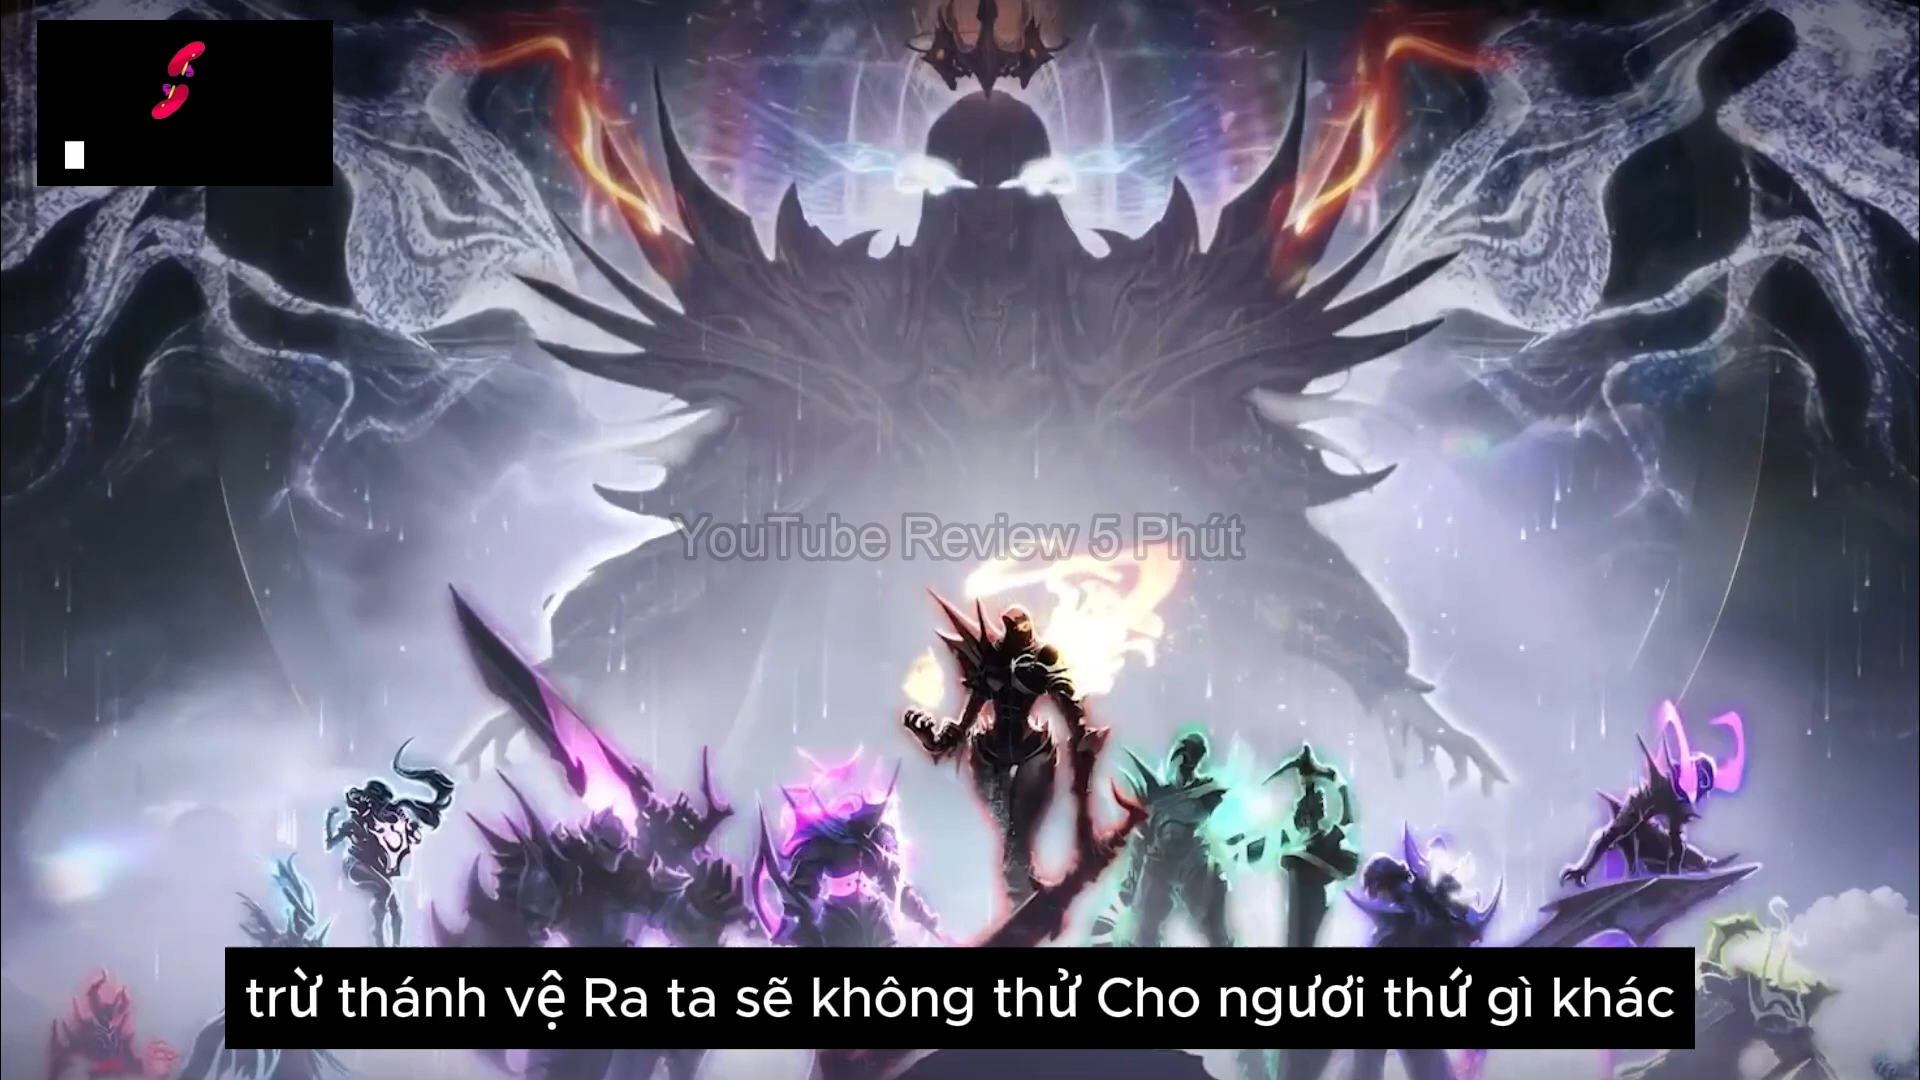 YouTube Review 5 Phút
trừ thánh vệ Ra ta sẽ không thử Cho ngươi thứ gì khác